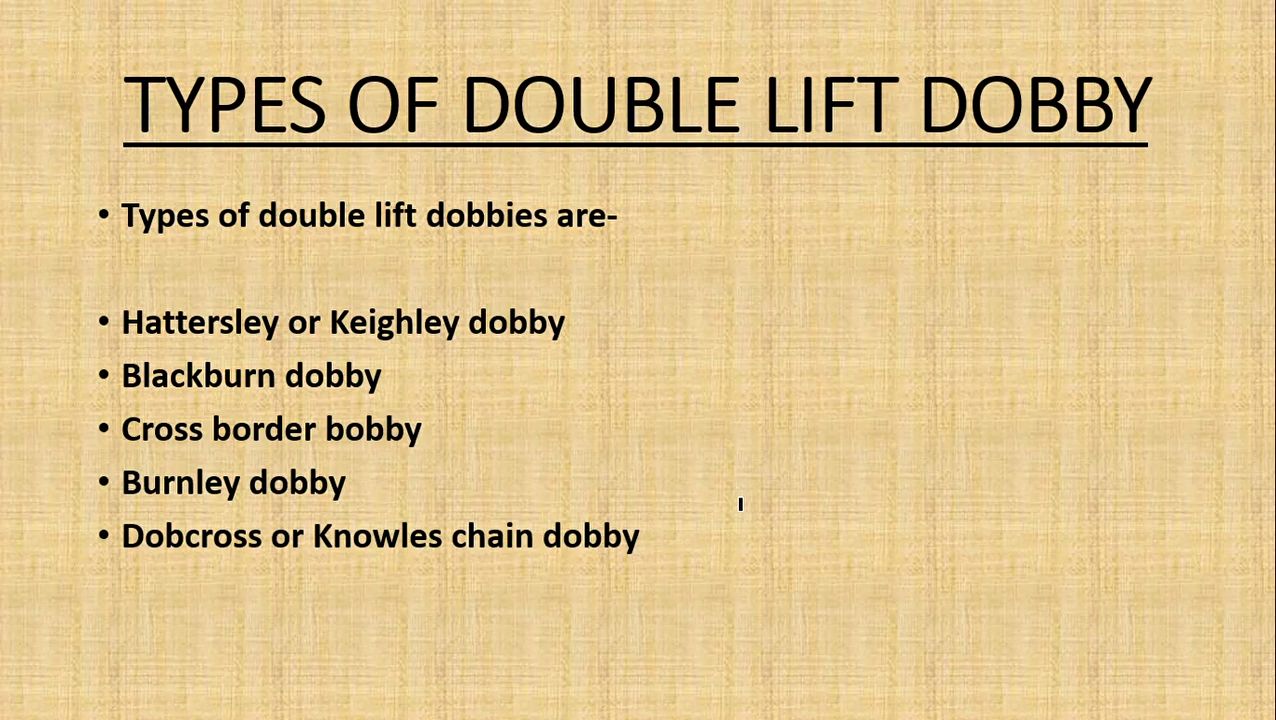 TYPES OF DOUBLE LIFT DOBBY
• Types of double lift dobbies are-
• Hattersley or Keighley dobby
• Blackburn dobby
• Cross border bobby
• Burnley dobby
• Dobcross or Knowles chain dobby